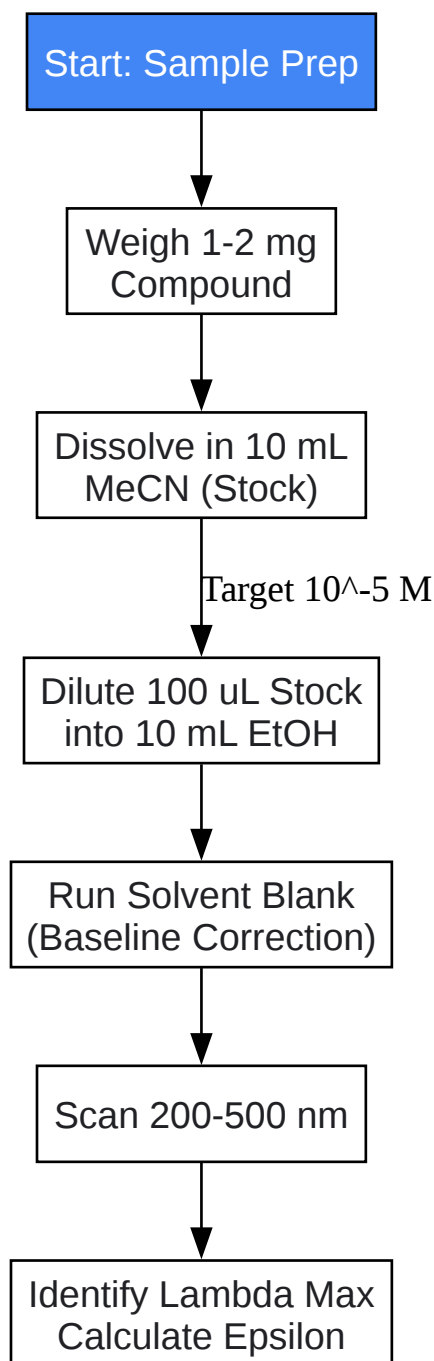 Start: Sample Prep
Weigh 1-2 mg
Compound
Dissolve in 10 mL
MeCN (Stock)
Target 10^-5 M
Dilute 100 uL Stock
into 10 mL EtOH
Run Solvent Blank
(Baseline Correction)
Scan 200-500 nm
Identify Lambda Max
Calculate Epsilon